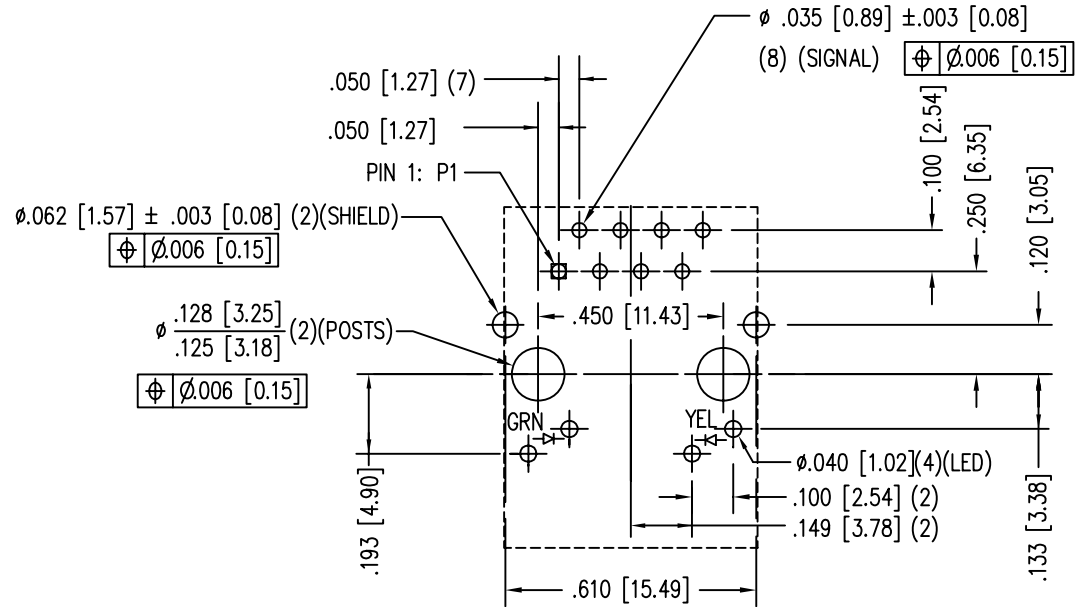 ø .035 [0.89] ±.003 [0.08]
(8) (SIGNAL) ⌖ Ø.006 [0.15]
.050 [1.27] (7)
.050 [1.27]
PIN 1: P1
.100 [2.54]
.250 [6.35]
.120 [3.05]
ø.062 [1.57] ± .003 [0.08] (2)(SHIELD)
⌖ Ø.006 [0.15]
.450 [11.43]
ø .128 [3.25]
.125 [3.18] (2)(POSTS)
⌖ Ø.006 [0.15]
GRN
YEL
ø.040 [1.02](4)(LED)
.100 [2.54] (2)
.149 [3.78] (2)
.193 [4.90]
.133 [3.38]
.610 [15.49]